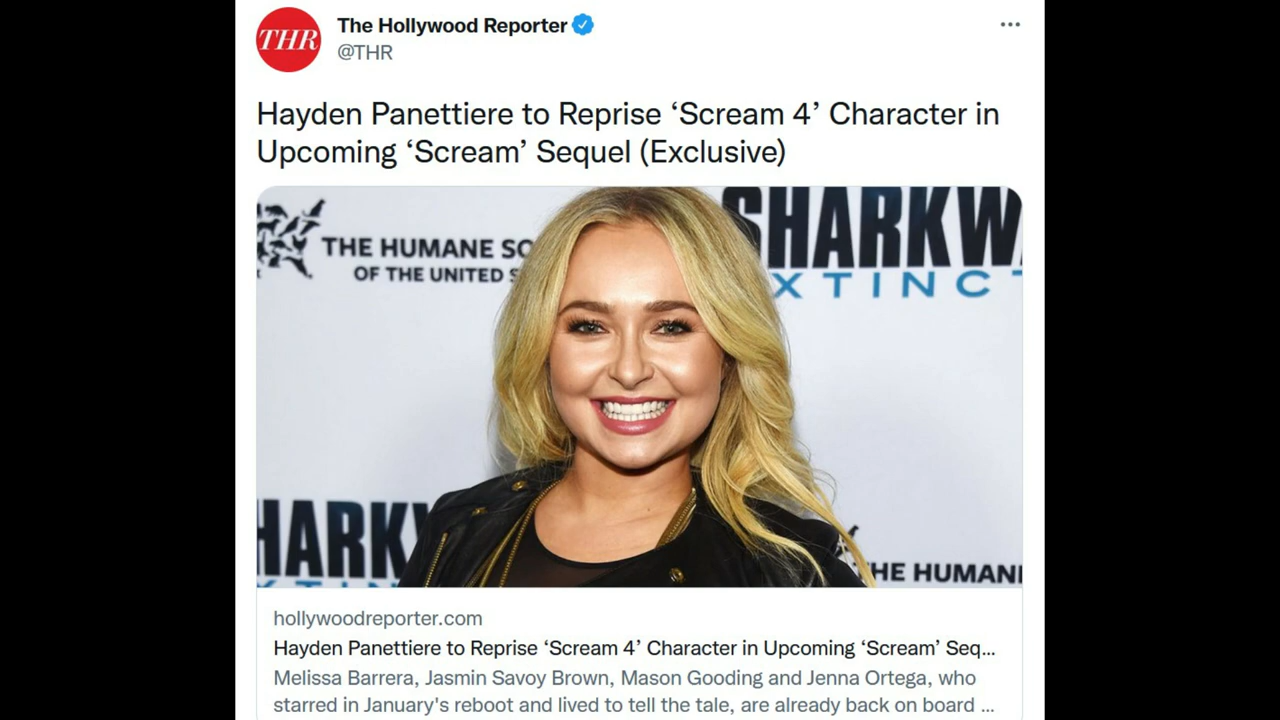 THR
The Hollywood Reporter
@THR
Hayden Panettiere to Reprise ‘Scream 4’ Character in
Upcoming ‘Scream’ Sequel (Exclusive)
THE HUMANE SO
OF THE UNITED S
SHARKW
XTINCT
HARKW
XTIN
THE HUMANE
hollywoodreporter.com
Hayden Panettiere to Reprise ‘Scream 4’ Character in Upcoming ‘Scream’ Seq...
Melissa Barrera, Jasmin Savoy Brown, Mason Gooding and Jenna Ortega, who
starred in January's reboot and lived to tell the tale, are already back on board ...